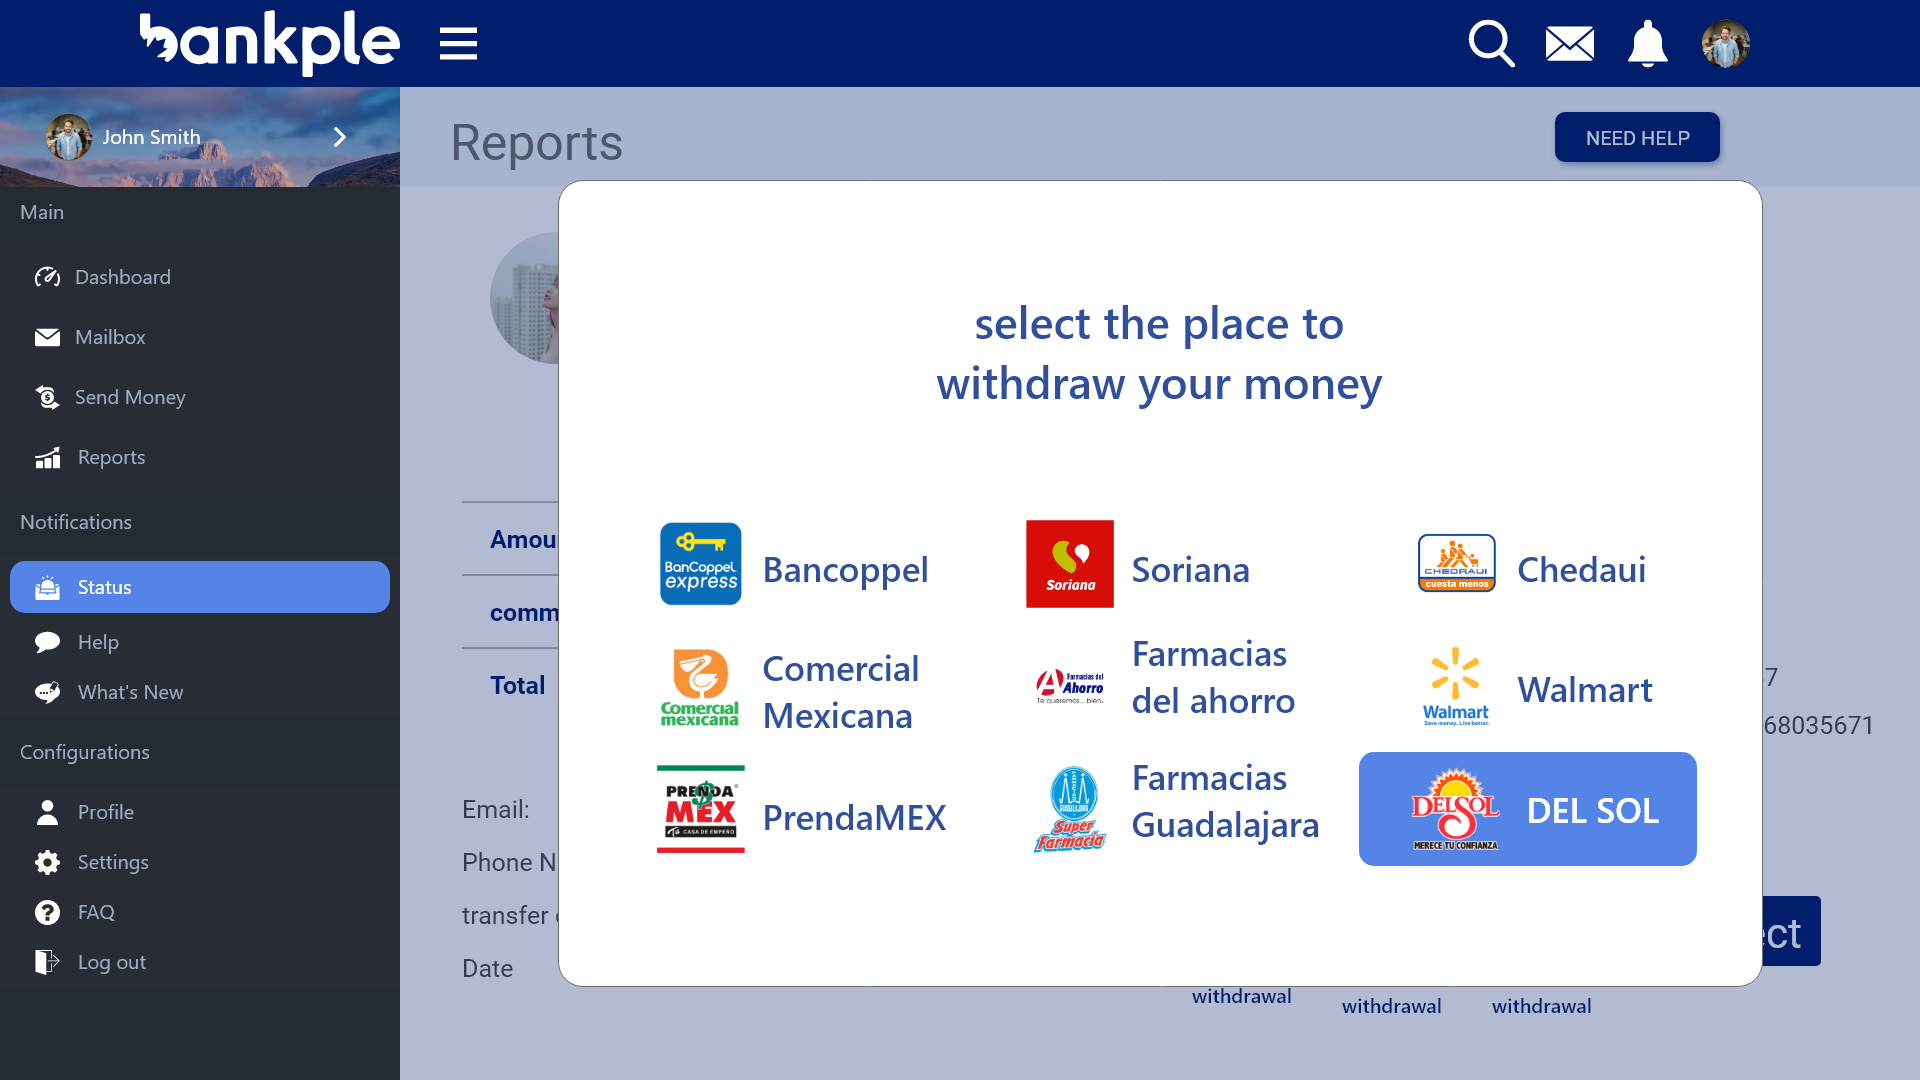 bankple
John Smith
Reports
NEED HELP
Main
Dashboard
Mailbox
Send Money
Reports
Notifications
Status
Help
What's New
Configurations
Profile
Settings
FAQ
Log out
select the place to
withdraw your money
BanCoppel
express
Bancoppel
Soriana
Soriana
CHEDRAUI
cuesta menos
Chedaui
Comercial
mexicana
Comercial
Mexicana
Farmacias del
Ahorro
Te queremos... bien.
Farmacias
del ahorro
Walmart
Save money. Live better.
Walmart
PRENDA
MEX
Tu CASA DE EMPEÑO
PrendaMEX
GUADALAJARA
Super
Farmacia
Farmacias
Guadalajara
DELSOL
MERECE TU CONFIANZA.
DEL SOL
Amou
comm
Total
7
68035671
Email:
Phone N
transfer
Date
ect
withdrawal
withdrawal
withdrawal